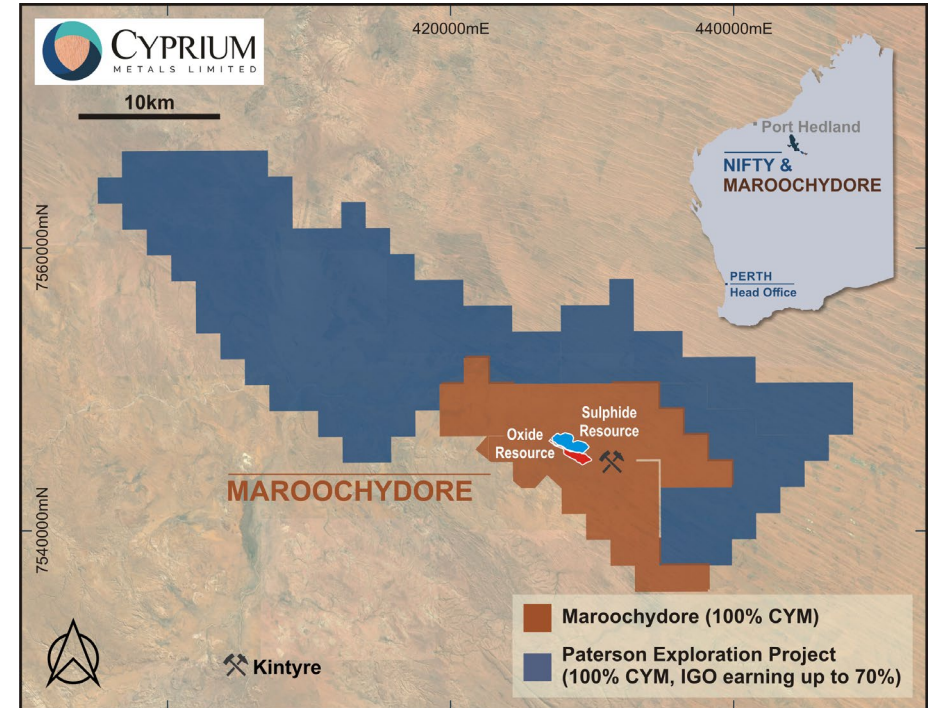 CYPRIUM
METALS LIMITED
420000mE
440000mE
10km
Port Hedland
NIFTY &
MAROOCHYDORE
PERTH
Head Office
7560000mN
Sulphide
Resource
Oxide
Resource
MAROOCHYDORE
7540000mN
Maroochydore (100% CYM)
Paterson Exploration Project
(100% CYM, IGO earning up to 70%)
Kintyre